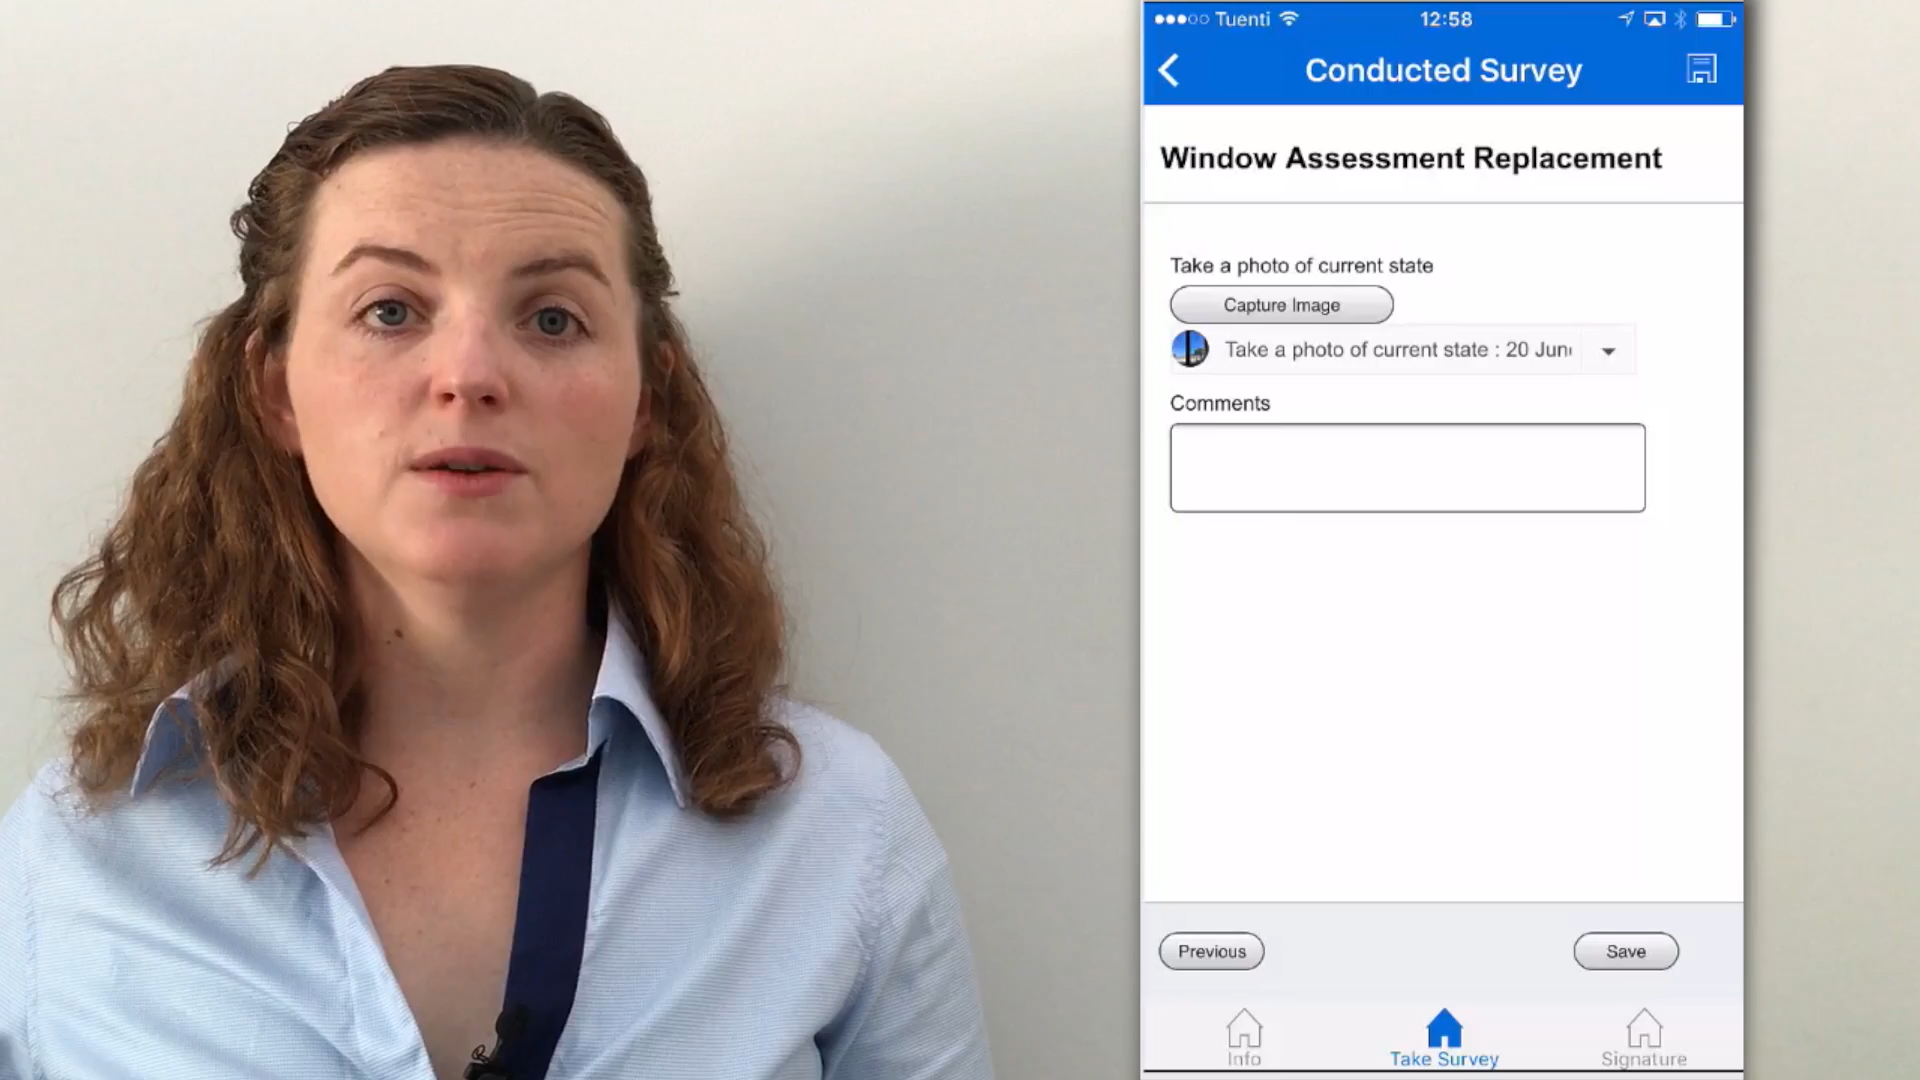 Tuenti 12:58
Conducted Survey
Window Assessment Replacement
Take a photo of current state
Capture Image
Take a photo of current state : 20 Jun
Comments
Previous Save
Info Take Survey Signature